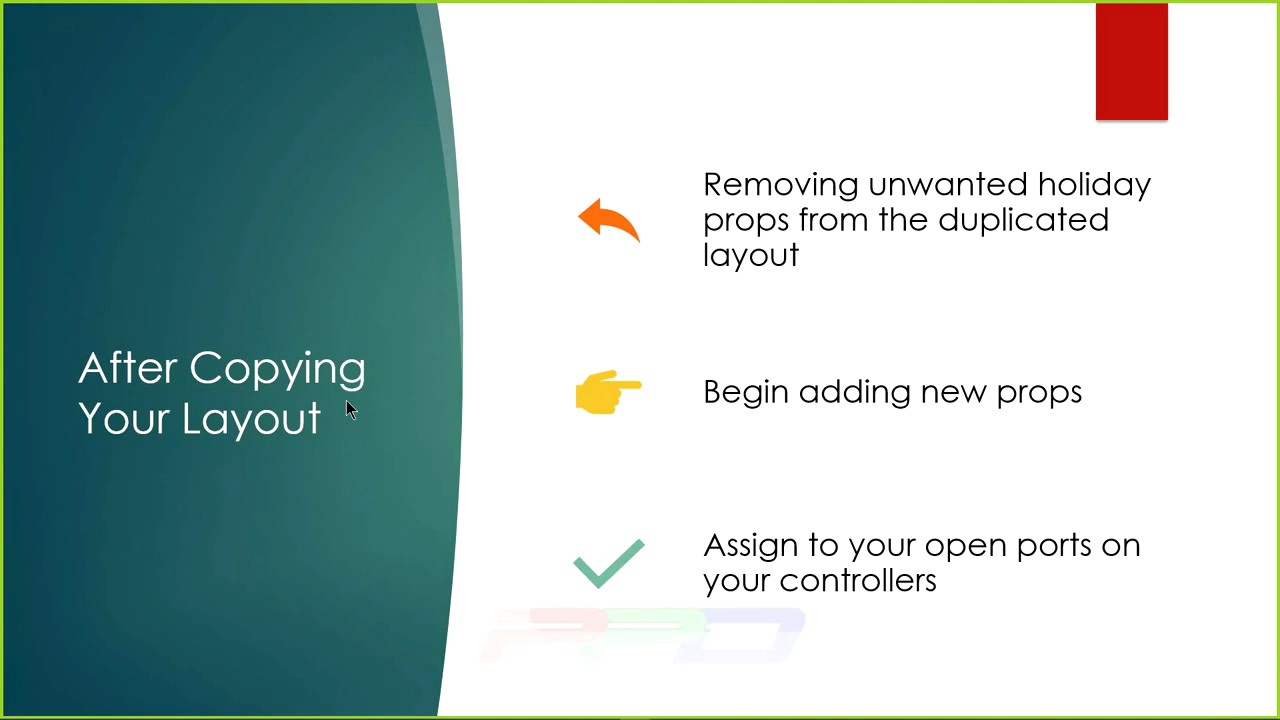 After Copying
Your Layout
Removing unwanted holiday
props from the duplicated
layout
Begin adding new props
Assign to your open ports on
your controllers
PPD